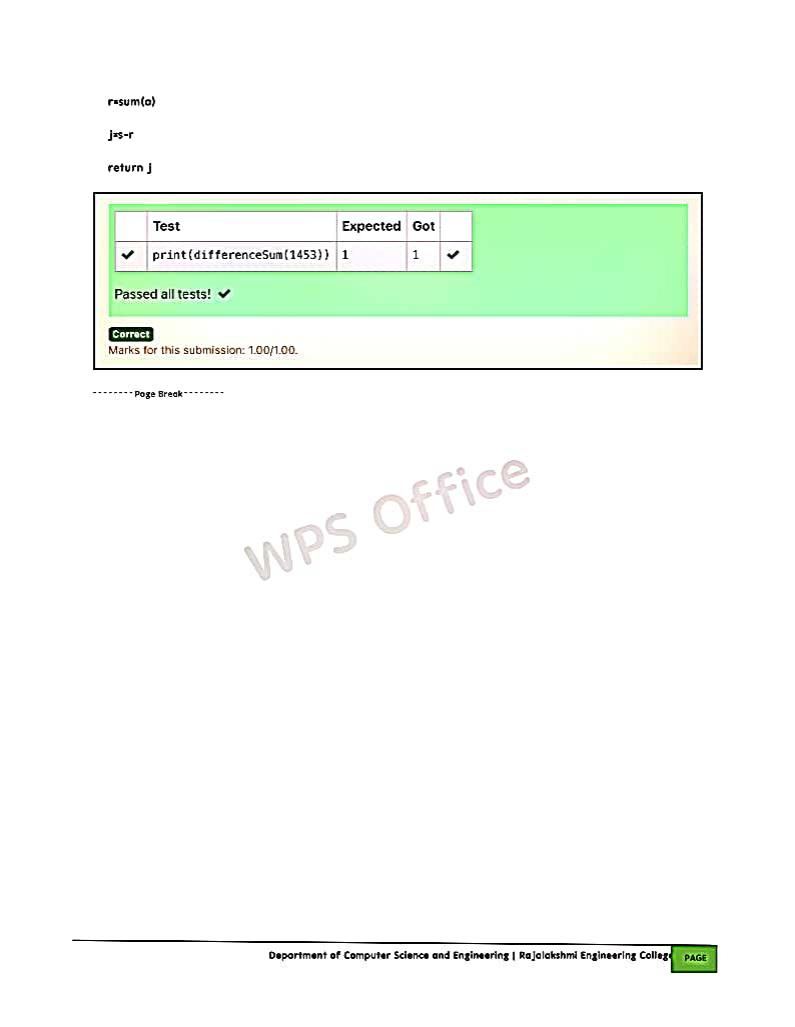 r=sum(a)
j=s-r
return j
Test Expected Got
print(differenceSum(1453)) 1 1
Passed all tests!
Correct
Marks for this submission: 1.00/1.00.
--------Page Break--------
WPS Office
Department of Computer Science and Engineering | Rajalakshmi Engineering College
PAGE